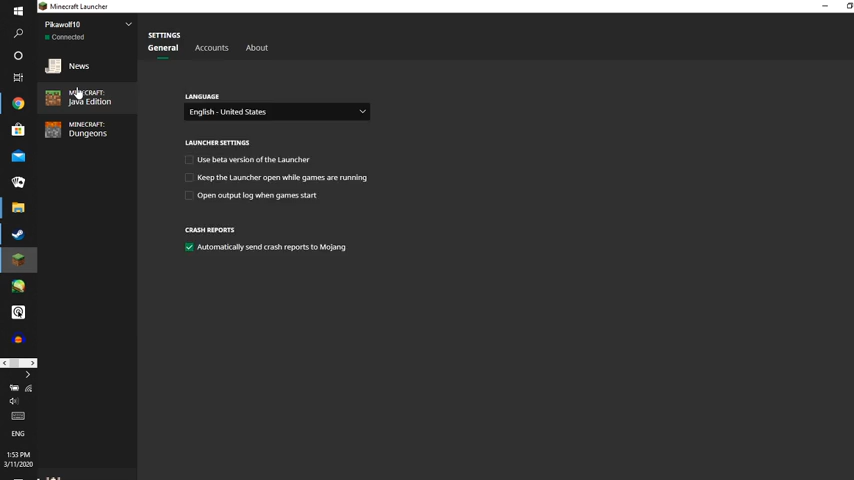 Minecraft Launcher
Pikawolf10
Connected
News
MINECRAFT:
Java Edition
MINECRAFT:
Dungeons
SETTINGS
General Accounts About
LANGUAGE
English - United States
LAUNCHER SETTINGS
Use beta version of the Launcher
Keep the Launcher open while games are running
Open output log when games start
CRASH REPORTS
Automatically send crash reports to Mojang
ENG
1:53 PM
3/11/2020